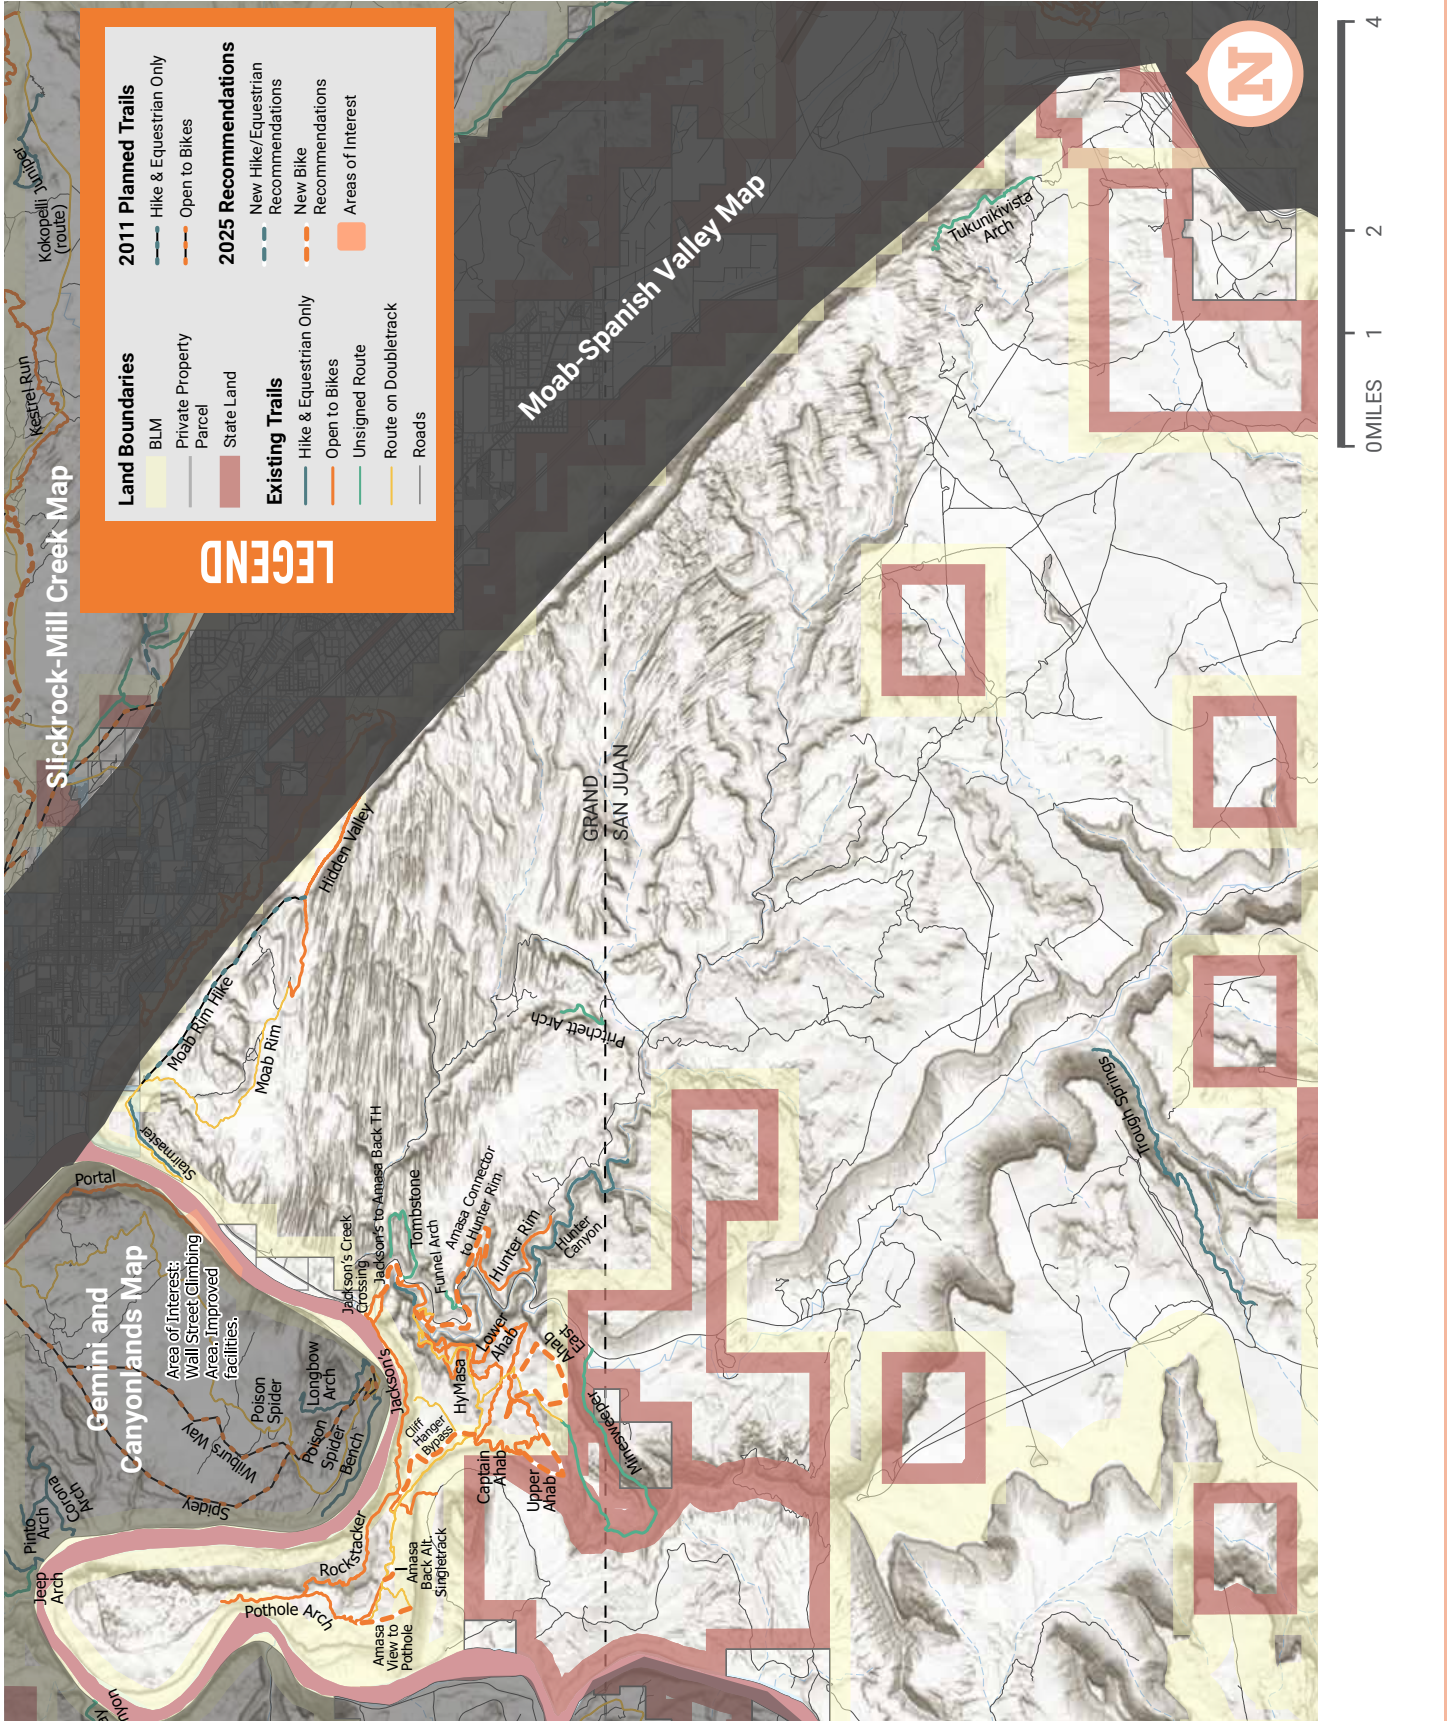 LEGEND
Land Boundaries
BLM
Private Property
Parcel
State Land
Existing Trails
Hike & Equestrian Only
Open to Bikes
Unsigned Route
Route on Doubletrack
Roads
2011 Planned Trails
Hike & Equestrian Only
Open to Bikes
2025 Recommendations
New Hike/Equestrian
Recommendations
New Bike
Recommendations
Areas of Interest
Slickrock-Mill Creek Map
Moab-Spanish Valley Map
Gemini and
Canyonlands Map
Kokopelli
(route)
Juniper
Kestrel Run
Tukunikivista
Arch
GRAND
SAN JUAN
Hidden Valley
Moab Rim Hike
Moab Rim
Stairmaster
Portal
Area of Interest:
Wall Street Climbing
Area. Improved
facilities.
Pritchett Arch
Jackson's Creek
Crossing
Jackson's to Amasa Back TH
Tombstone
Funnel Arch
Amasa Connector
to Hunter Rim
Hunter Rim
Hunter
Canyon
Lower
Ahab
East
Ahab
HyMasa
Jackson's
Cliff
Hanger
Bypass
Captain
Ahab
Upper
Ahab
Minesweeper
Trough Springs
Longbow
Arch
Poison
Spider
Poison
Spider
Bench
Wilburs Way
Spidey
Corona
Arch
Pinto
Arch
Jeep
Arch
Rockstacker
Pothole Arch
Amasa
Back Alt.
Singletrack
Amasa
View to
Pothole
nyon
N
0MILES
1
2
4